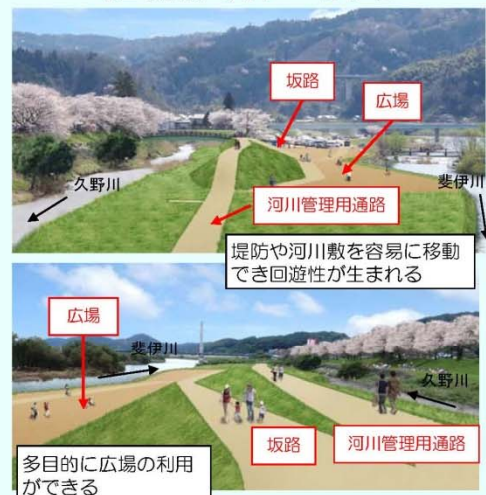 坂路
広場
久野川
斐伊川
河川管理用通路
堤防や河川敷を容易に移動
でき回遊性が生まれる
広場
斐伊川
久野川
坂路
河川管理用通路
多目的に広場の利用
ができる